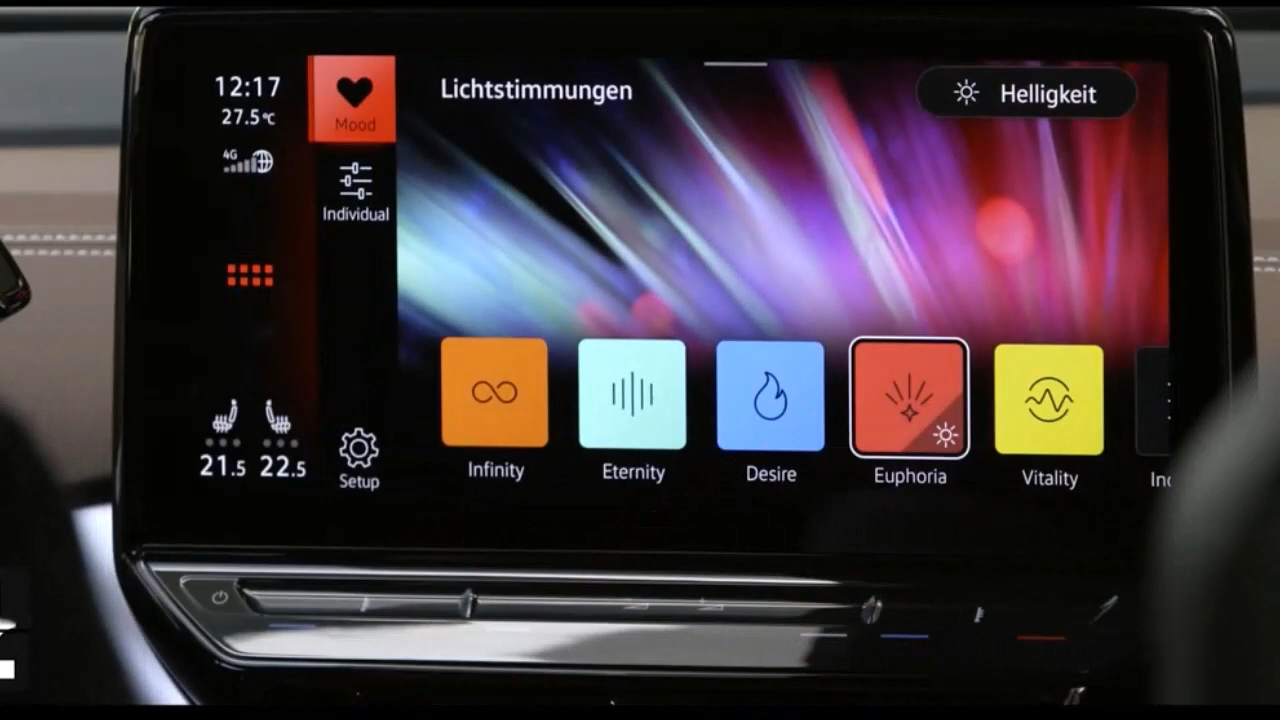 12:17
27.5°C
4G
Mood
Individual
Setup
21.5 22.5
Lichtstimmungen
Helligkeit
Infinity
Eternity
Desire
Euphoria
Vitality